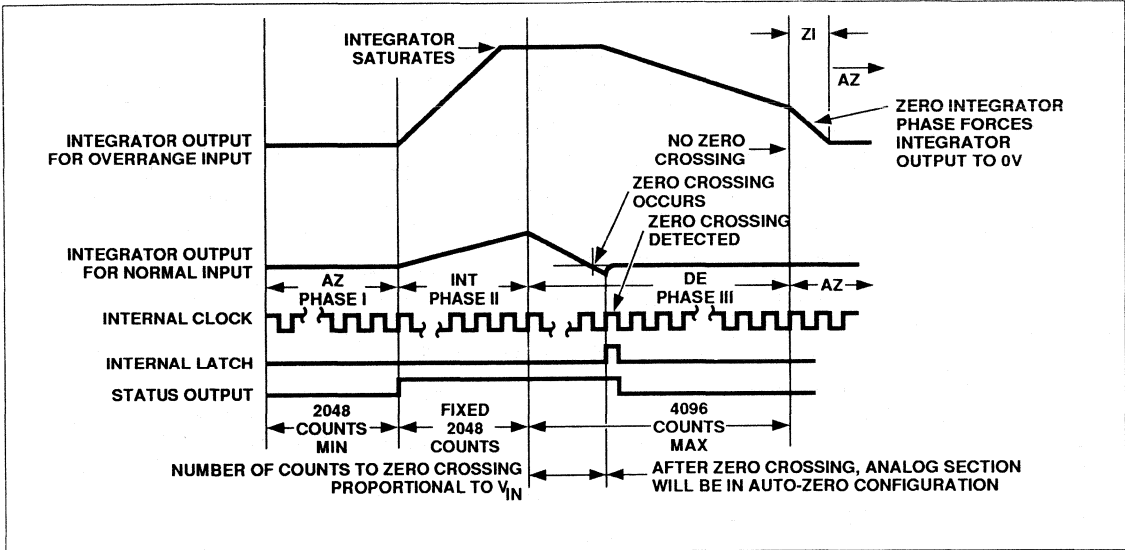 INTEGRATOR
SATURATES
ZI
AZ
ZERO INTEGRATOR
PHASE FORCES
INTEGRATOR
OUTPUT TO 0V
INTEGRATOR OUTPUT
FOR OVERRANGE INPUT
NO ZERO
CROSSING
ZERO CROSSING
OCCURS
ZERO CROSSING
DETECTED
INTEGRATOR OUTPUT
FOR NORMAL INPUT
AZ
PHASE I
INT
PHASE II
DE
PHASE III
AZ
INTERNAL CLOCK
INTERNAL LATCH
STATUS OUTPUT
2048
COUNTS
MIN
FIXED
2048
COUNTS
4096
COUNTS
MAX
NUMBER OF COUNTS TO ZERO CROSSING
PROPORTIONAL TO VIN
AFTER ZERO CROSSING, ANALOG SECTION
WILL BE IN AUTO-ZERO CONFIGURATION